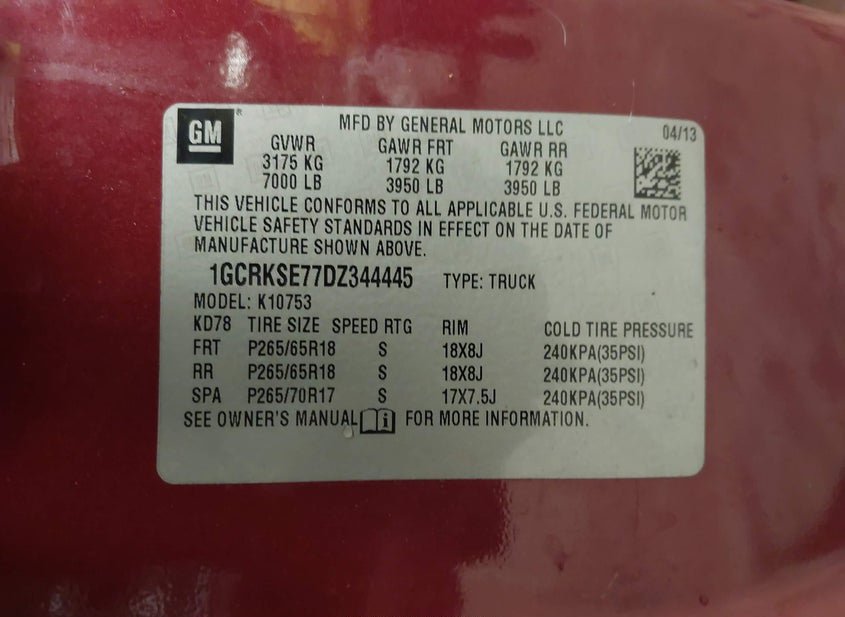 GM ® MFD BY GENERAL MOTORS LLC 04/13
GVWR GAWR FRT GAWR RR
3175 KG 1792 KG 1792 KG
7000 LB 3950 LB 3950 LB
THIS VEHICLE CONFORMS TO ALL APPLICABLE U.S. FEDERAL MOTOR
VEHICLE SAFETY STANDARDS IN EFFECT ON THE DATE OF
MANUFACTURE SHOWN ABOVE.
1GCRKSE77DZ344445 TYPE: TRUCK
MODEL: K10753
KD78 TIRE SIZE SPEED RTG RIM COLD TIRE PRESSURE
FRT P265/65R18 S 18X8J 240KPA(35PSI)
RR P265/65R18 S 18X8J 240KPA(35PSI)
SPA P265/70R17 S 17X7.5J 240KPA(35PSI)
SEE OWNER'S MANUAL i FOR MORE INFORMATION.